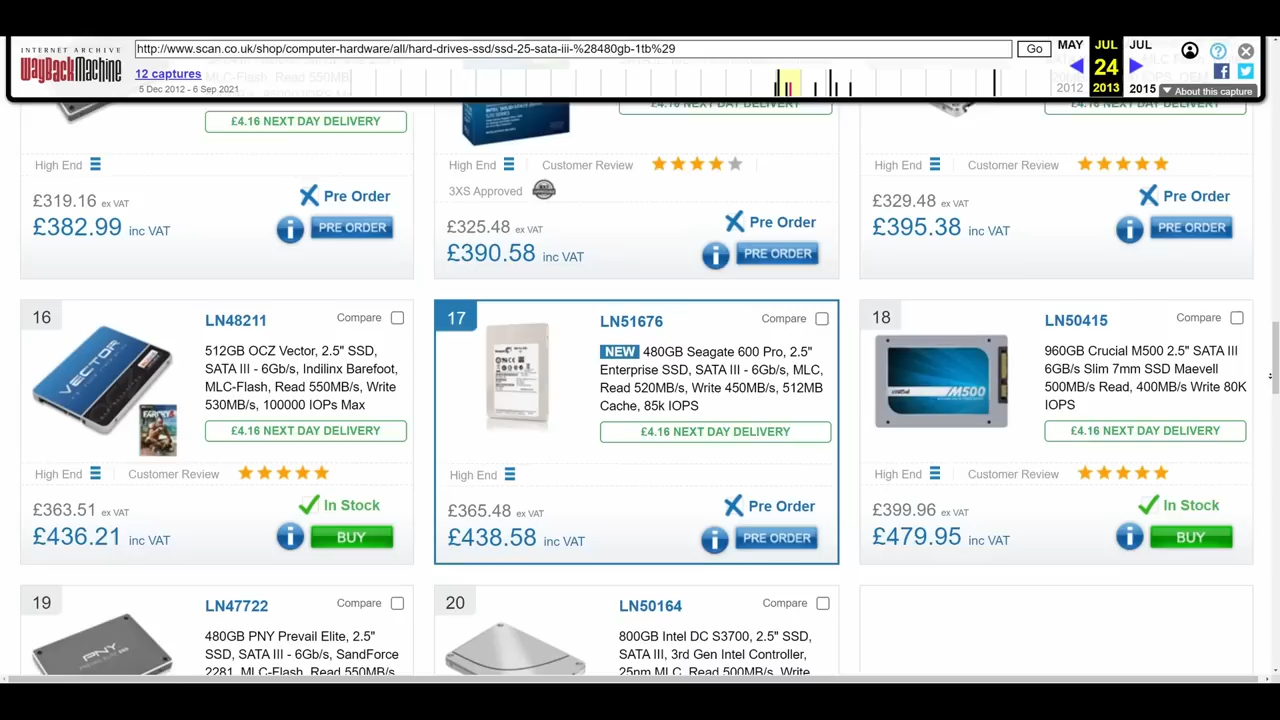 INTERNET ARCHIVE
WayBackMachine
http://www.scan.co.uk/shop/computer-hardware/all/hard-drives-ssd/ssd-25-sata-iii-%28480gb-1tb%29
Go
MAY
JUL
JUL
12 captures
24
5 Dec 2012 - 6 Sep 2021
2012
2013
2015
About this capture
MLC-Flash, Read 550MB/s,
£4.16 NEXT DAY DELIVERY
£4.16 NEXT DAY DELIVERY
£4.16 NEXT DAY DELIVERY
High End
£319.16 ex VAT
Pre Order
£382.99 inc VAT
PRE ORDER
High End
Customer Review
3XS Approved
£325.48 ex VAT
Pre Order
£390.58 inc VAT
PRE ORDER
High End
Customer Review
£329.48 ex VAT
Pre Order
£395.38 inc VAT
PRE ORDER
16
LN48211
Compare
512GB OCZ Vector, 2.5" SSD,
SATA III - 6Gb/s, Indilinx Barefoot,
MLC-Flash, Read 550MB/s, Write
530MB/s, 100000 IOPs Max
VECTOR
£4.16 NEXT DAY DELIVERY
High End
Customer Review
£363.51 ex VAT
In Stock
£436.21 inc VAT
BUY
17
LN51676
Compare
NEW 480GB Seagate 600 Pro, 2.5"
Enterprise SSD, SATA III - 6Gb/s, MLC,
Read 520MB/s, Write 450MB/s, 512MB
Cache, 85k IOPS
£4.16 NEXT DAY DELIVERY
High End
£365.48 ex VAT
Pre Order
£438.58 inc VAT
PRE ORDER
18
LN50415
Compare
960GB Crucial M500 2.5" SATA III
6GB/s Slim 7mm SSD Maevell
500MB/s Read, 400MB/s Write 80K
IOPS
crucial
M500
£4.16 NEXT DAY DELIVERY
High End
Customer Review
£399.96 ex VAT
In Stock
£479.95 inc VAT
BUY
19
LN47722
Compare
480GB PNY Prevail Elite, 2.5"
SSD, SATA III - 6Gb/s, SandForce
2281, MLC-Flash, Read 550MB/s,
PNY
20
LN50164
Compare
800GB Intel DC S3700, 2.5" SSD,
SATA III, 3rd Gen Intel Controller,
25nm MLC, Read 500MB/s, Write